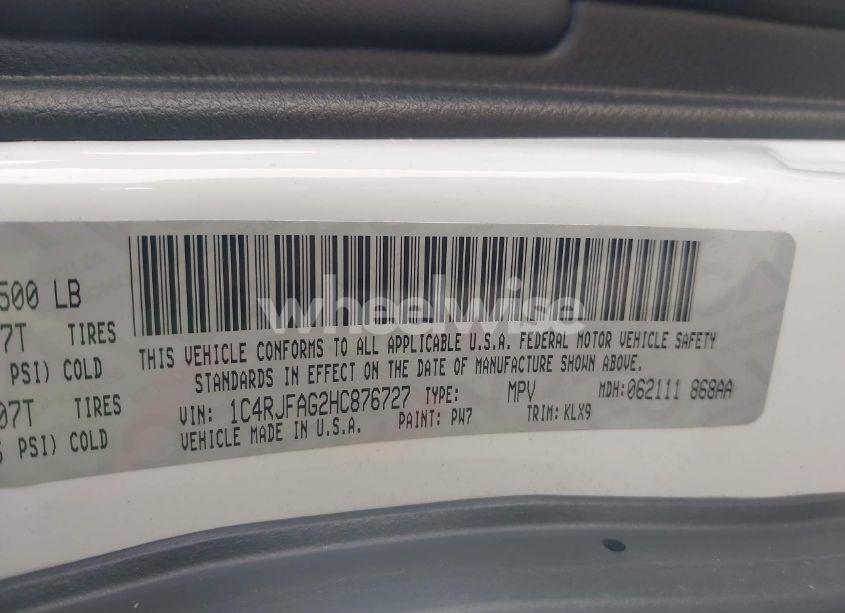 500 LB
7T TIRES
PSI) COLD
07T TIRES
PSI) COLD
wheelwise
THIS VEHICLE CONFORMS TO ALL APPLICABLE U.S.A. FEDERAL MOTOR VEHICLE SAFETY
STANDARDS IN EFFECT ON THE DATE OF MANUFACTURE SHOWN ABOVE.
VIN: 1C4RJFAG2HC876727 TYPE: MPV MDH: 062111 868AA
VEHICLE MADE IN U.S.A. PAINT: PW7 TRIM: KLX9